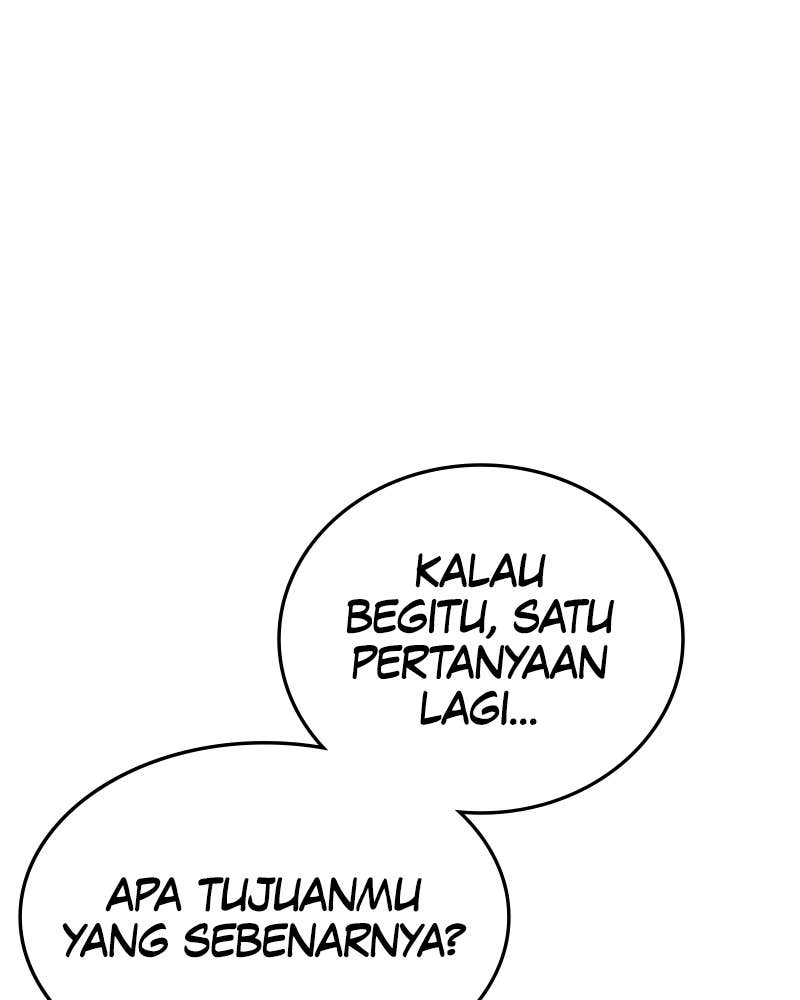 KALAU
BEGITU, SATU
PERTANYAAN
LAGI...
APA TUJUANMU
YANG SEBENARNYA?